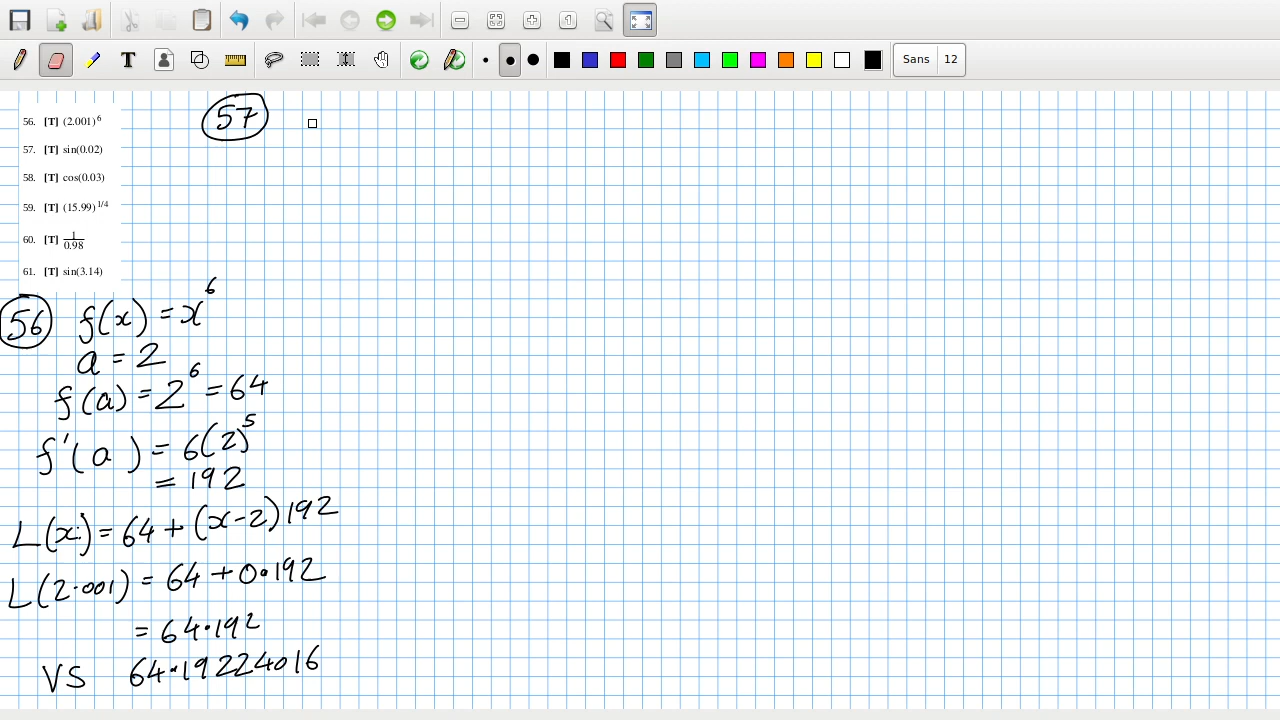 T
1
Sans 12
56. [T] (2.001)^6
57. [T] sin(0.02)
58. [T] cos(0.03)
59. [T] (15.99)^1/4
60. [T] 1/0.98
61. [T] sin(3.14)
57
56 f(x) = x^6
a = 2
f(a) = 2^6 = 64
f'(a) = 6(2)^5
= 192
L(x) = 64 + (x-2)192
L(2.001) = 64 + 0.192
= 64.192
VS 64.19224016